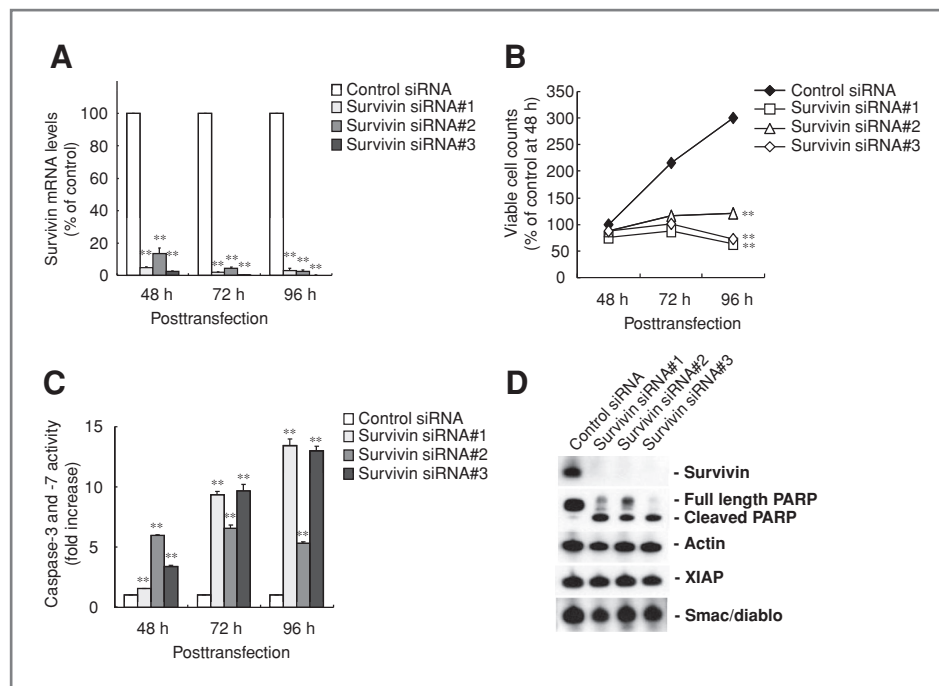 A
Control siRNA
Survivin siRNA#1
Survivin siRNA#2
Survivin siRNA#3
Survivin mRNA levels
(% of control)
100
80
60
40
20
0
** ** **
** ** **
** ** **
48 h 72 h 96 h
Posttransfection
B
Control siRNA
Survivin siRNA#1
Survivin siRNA#2
Survivin siRNA#3
Viable cell counts
(% of control at 48 h)
350
300
250
200
150
100
50
0
**
**
**
48 h 72 h 96 h
Posttransfection
C
Control siRNA
Survivin siRNA#1
Survivin siRNA#2
Survivin siRNA#3
Caspase-3 and -7 activity
(fold increase)
15
10
5
0
** ** **
** ** **
** ** **
48 h 72 h 96 h
Posttransfection
D
Control siRNA
Survivin siRNA#1
Survivin siRNA#2
Survivin siRNA#3
- Survivin
- Full length PARP
- Cleaved PARP
- Actin
- XIAP
- Smac/diablo